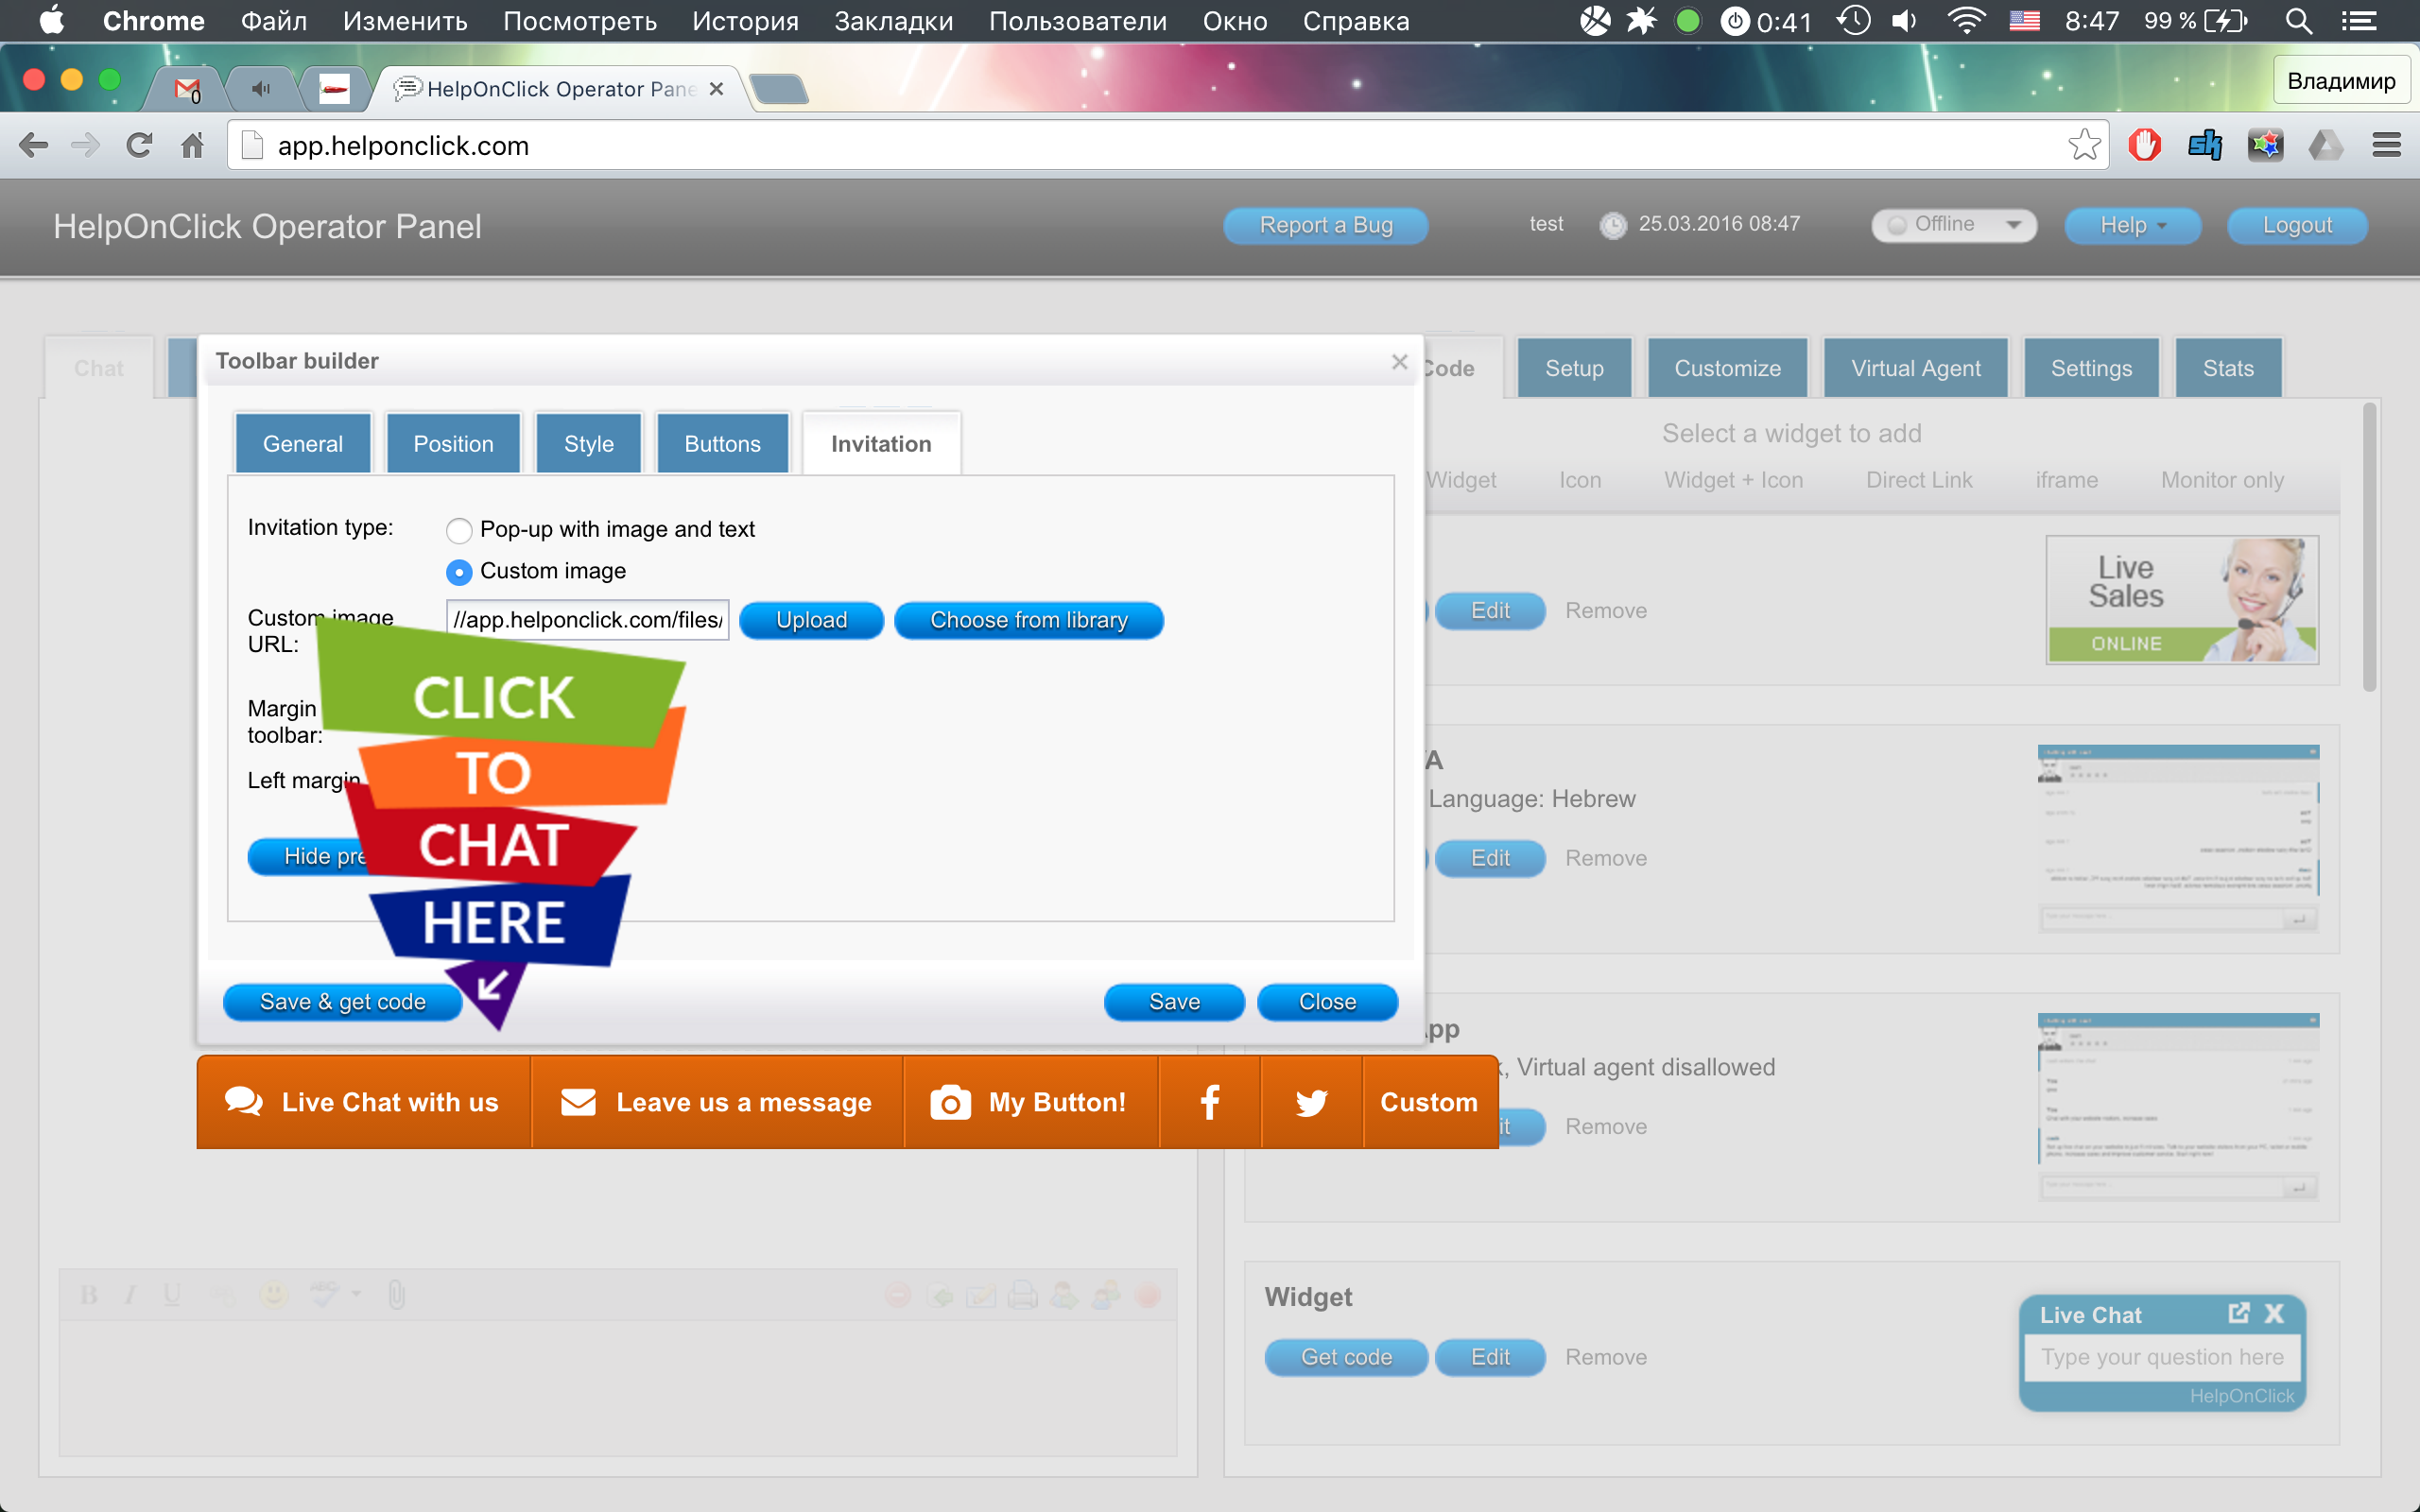 Chrome Файл Изменить Посмотреть История Закладки Пользователи Окно Справка 0:41 8:47 99 %
0 HelpOnClick Operator Pane Владимир
app.helponclick.com
HelpOnClick Operator Panel Report a Bug test 25.03.2016 08:47 Offline Help Logout
Chat Code Setup Customize Virtual Agent Settings Stats
Toolbar builder
General Position Style Buttons Invitation
Invitation type: Pop-up with image and text
Custom image
Custom image
URL: //app.helponclick.com/files/ Upload Choose from library
Margin
toolbar:
Left margin
Hide pre
CLICK
TO
CHAT
HERE
Save & get code Save Close
Live Chat with us Leave us a message My Button! Custom
B I U
Select a widget to add
Widget Icon Widget + Icon Direct Link iframe Monitor only
Edit Remove
Live
Sales
ONLINE
Language: Hebrew
Edit Remove
App
, Virtual agent disallowed
Remove
Widget
Get code Edit Remove
Live Chat
Type your question here
HelpOnClick